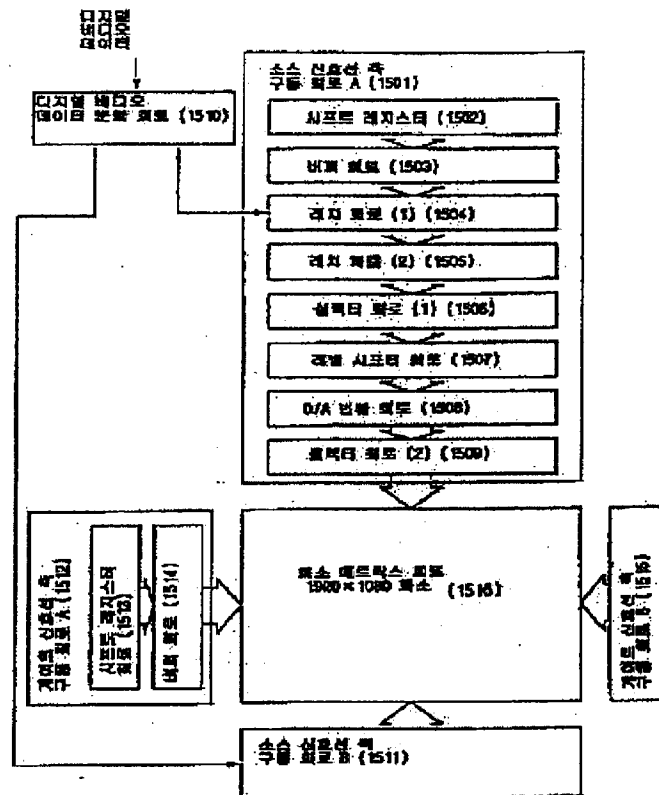 디지털
비디오
데이터
디지털 비디오
데이터 분할 회로 (1510)
소스 신호선 측
구동 회로 A (1501)
시프트 레지스터 (1502)
버퍼 회로 (1503)
래치 회로 (1) (1504)
래치 회로 (2) (1505)
셀렉터 회로 (1) (1506)
레벨 시프터 회로 (1507)
D/A 변환 회로 (1508)
셀렉터 회로 (2) (1509)
게이트 신호선 측
구동 회로 A (1512)
시프트 레지스터
회로 (1513)
버퍼 회로 (1514)
화소 매트릭스 회로
1920×1080 화소
(1516)
게이트 신호선 측
구동 회로 B (1515)
소스 신호선 측
구동 회로 B (1511)